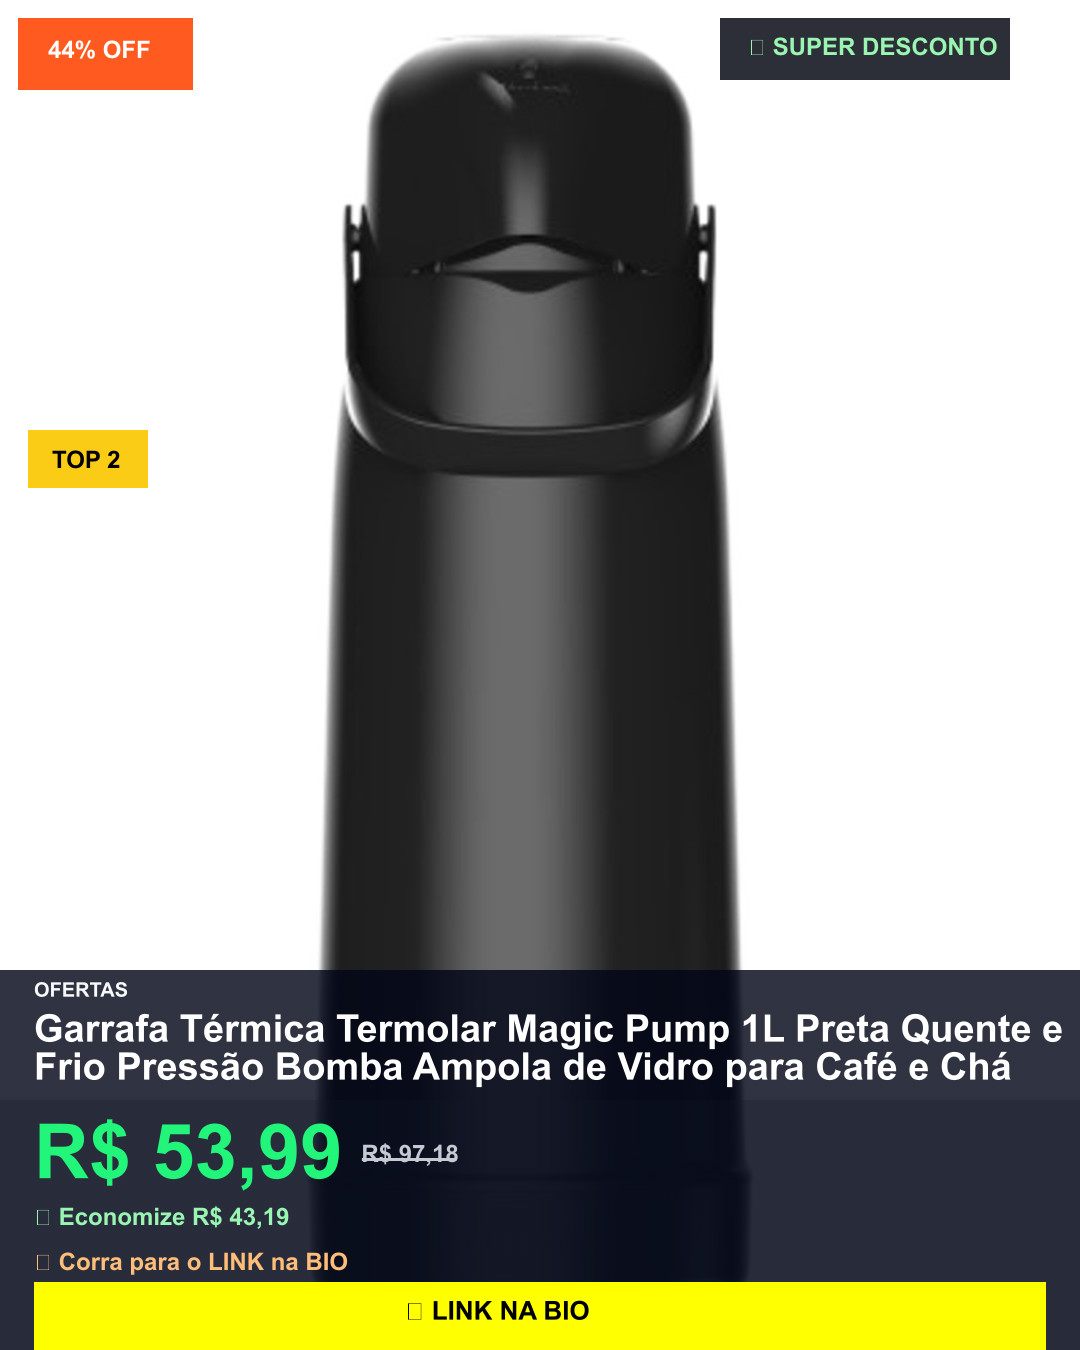 44% OFF
SUPER DESCONTO
TOP 2
OFERTAS
Garrafa Térmica Termolar Magic Pump 1L Preta Quente e
Frio Pressão Bomba Ampola de Vidro para Café e Chá
R$ 53,99 R$ 97,18
Economize R$ 43,19
Corra para o LINK na BIO
LINK NA BIO